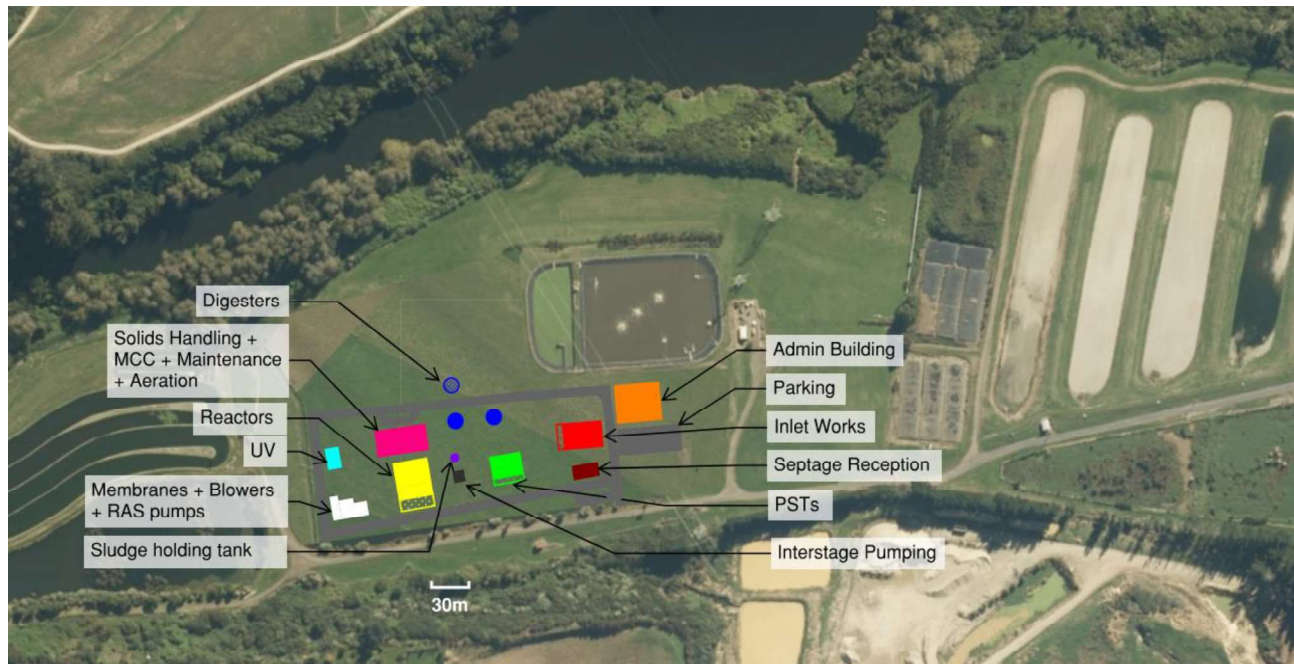 Digesters
Solids Handling +
MCC + Maintenance
+ Aeration
Reactors
UV
Membranes + Blowers
+ RAS pumps
Sludge holding tank
Admin Building
Parking
Inlet Works
Septage Reception
PSTs
Interstage Pumping
30m